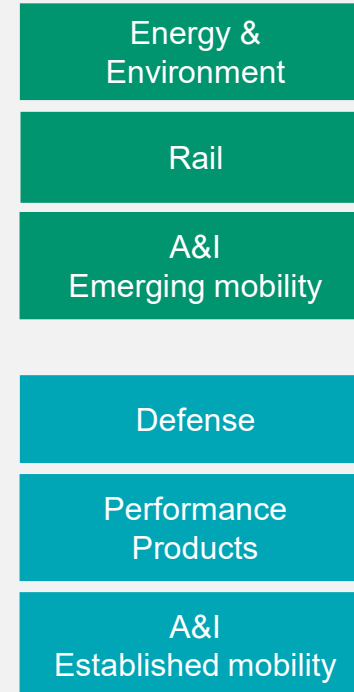 Energy &
Environment
Rail
A&I
Emerging mobility
Defense
Performance
Products
A&I
Established mobility